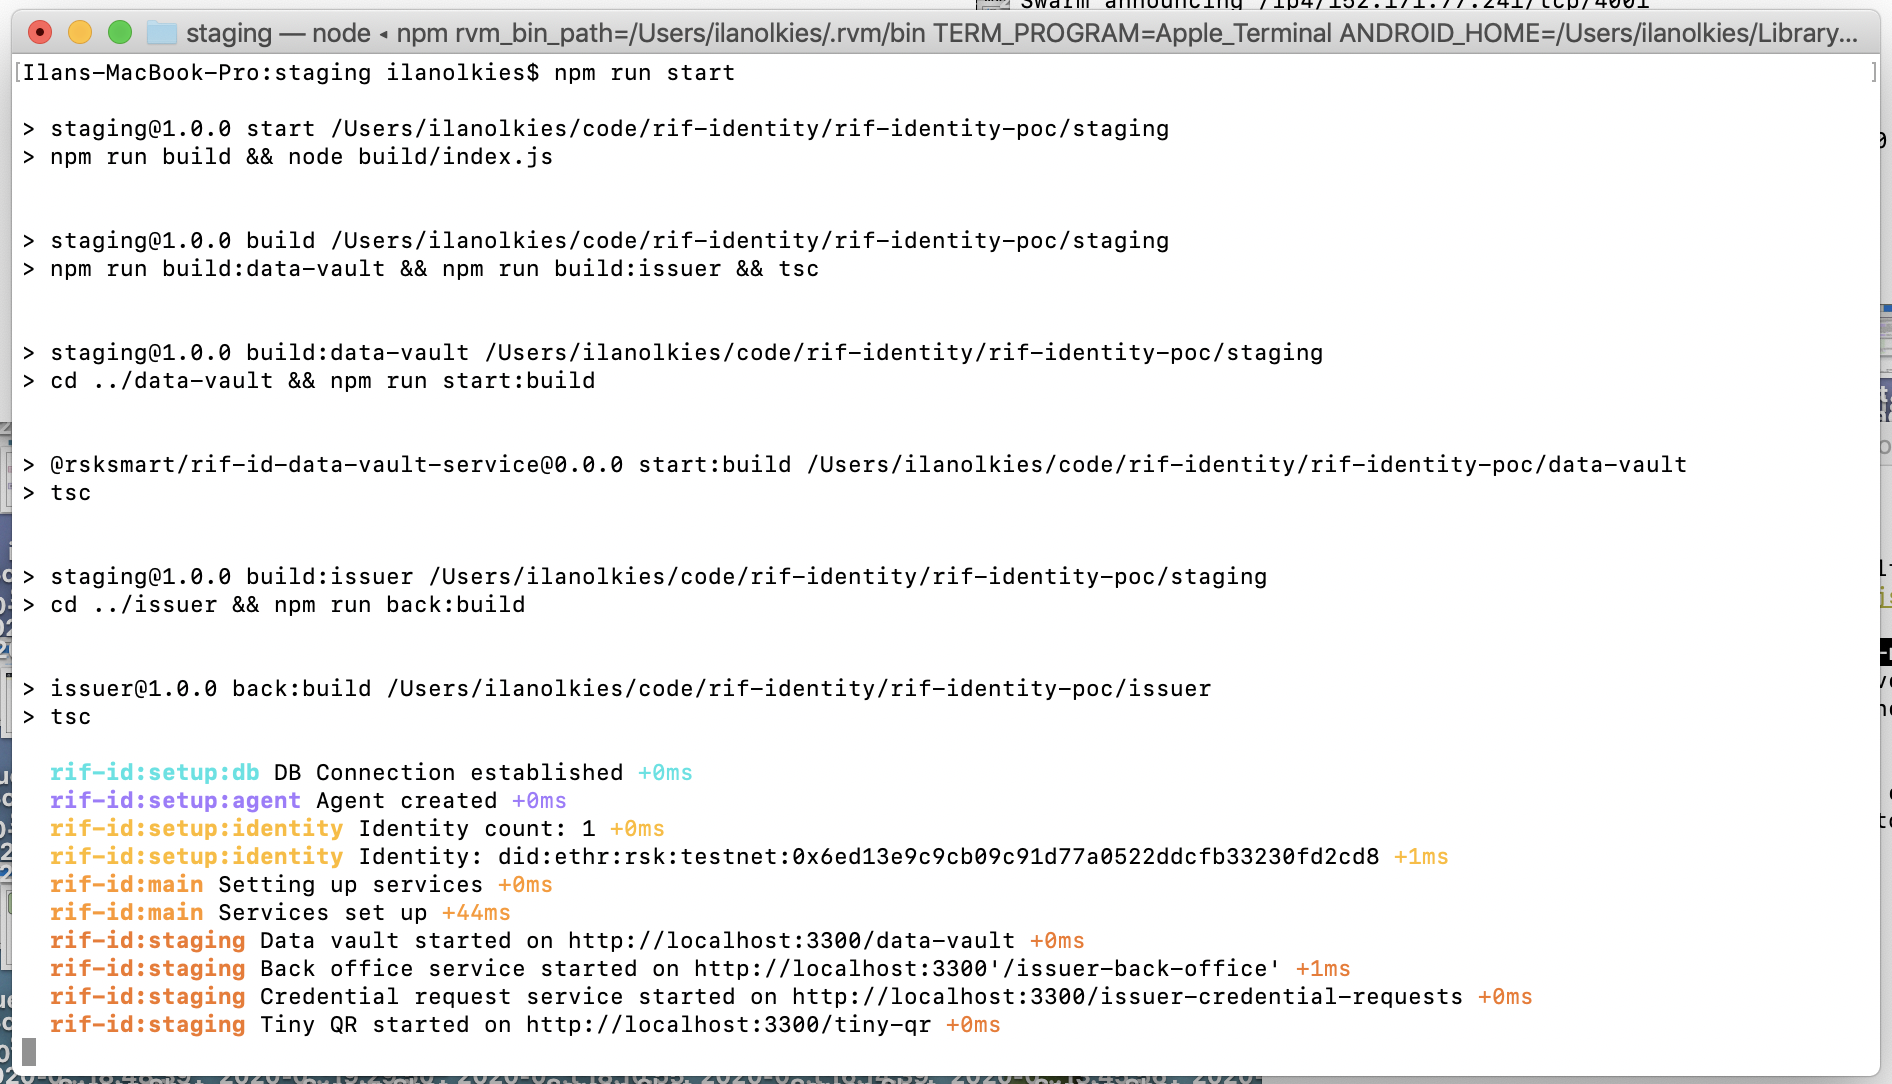 Swarm announcing /ip4/152.171.77.241/tcp/4001
staging — node ◂ npm rvm_bin_path=/Users/ilanolkies/.rvm/bin TERM_PROGRAM=Apple_Terminal ANDROID_HOME=/Users/ilanolkies/Library...
[Ilans-MacBook-Pro:staging ilanolkies$ npm run start ]
> staging@1.0.0 start /Users/ilanolkies/code/rif-identity/rif-identity-poc/staging
> npm run build && node build/index.js
> staging@1.0.0 build /Users/ilanolkies/code/rif-identity/rif-identity-poc/staging
> npm run build:data-vault && npm run build:issuer && tsc
> staging@1.0.0 build:data-vault /Users/ilanolkies/code/rif-identity/rif-identity-poc/staging
> cd ../data-vault && npm run start:build
> @rsksmart/rif-id-data-vault-service@0.0.0 start:build /Users/ilanolkies/code/rif-identity/rif-identity-poc/data-vault
> tsc
> staging@1.0.0 build:issuer /Users/ilanolkies/code/rif-identity/rif-identity-poc/staging
> cd ../issuer && npm run back:build
> issuer@1.0.0 back:build /Users/ilanolkies/code/rif-identity/rif-identity-poc/issuer
> tsc
rif-id:setup:db DB Connection established +0ms
rif-id:setup:agent Agent created +0ms
rif-id:setup:identity Identity count: 1 +0ms
rif-id:setup:identity Identity: did:ethr:rsk:testnet:0x6ed13e9c9cb09c91d77a0522ddcfb33230fd2cd8 +1ms
rif-id:main Setting up services +0ms
rif-id:main Services set up +44ms
rif-id:staging Data vault started on http://localhost:3300/data-vault +0ms
rif-id:staging Back office service started on http://localhost:3300'/issuer-back-office' +1ms
rif-id:staging Credential request service started on http://localhost:3300/issuer-credential-requests +0ms
rif-id:staging Tiny QR started on http://localhost:3300/tiny-qr +0ms